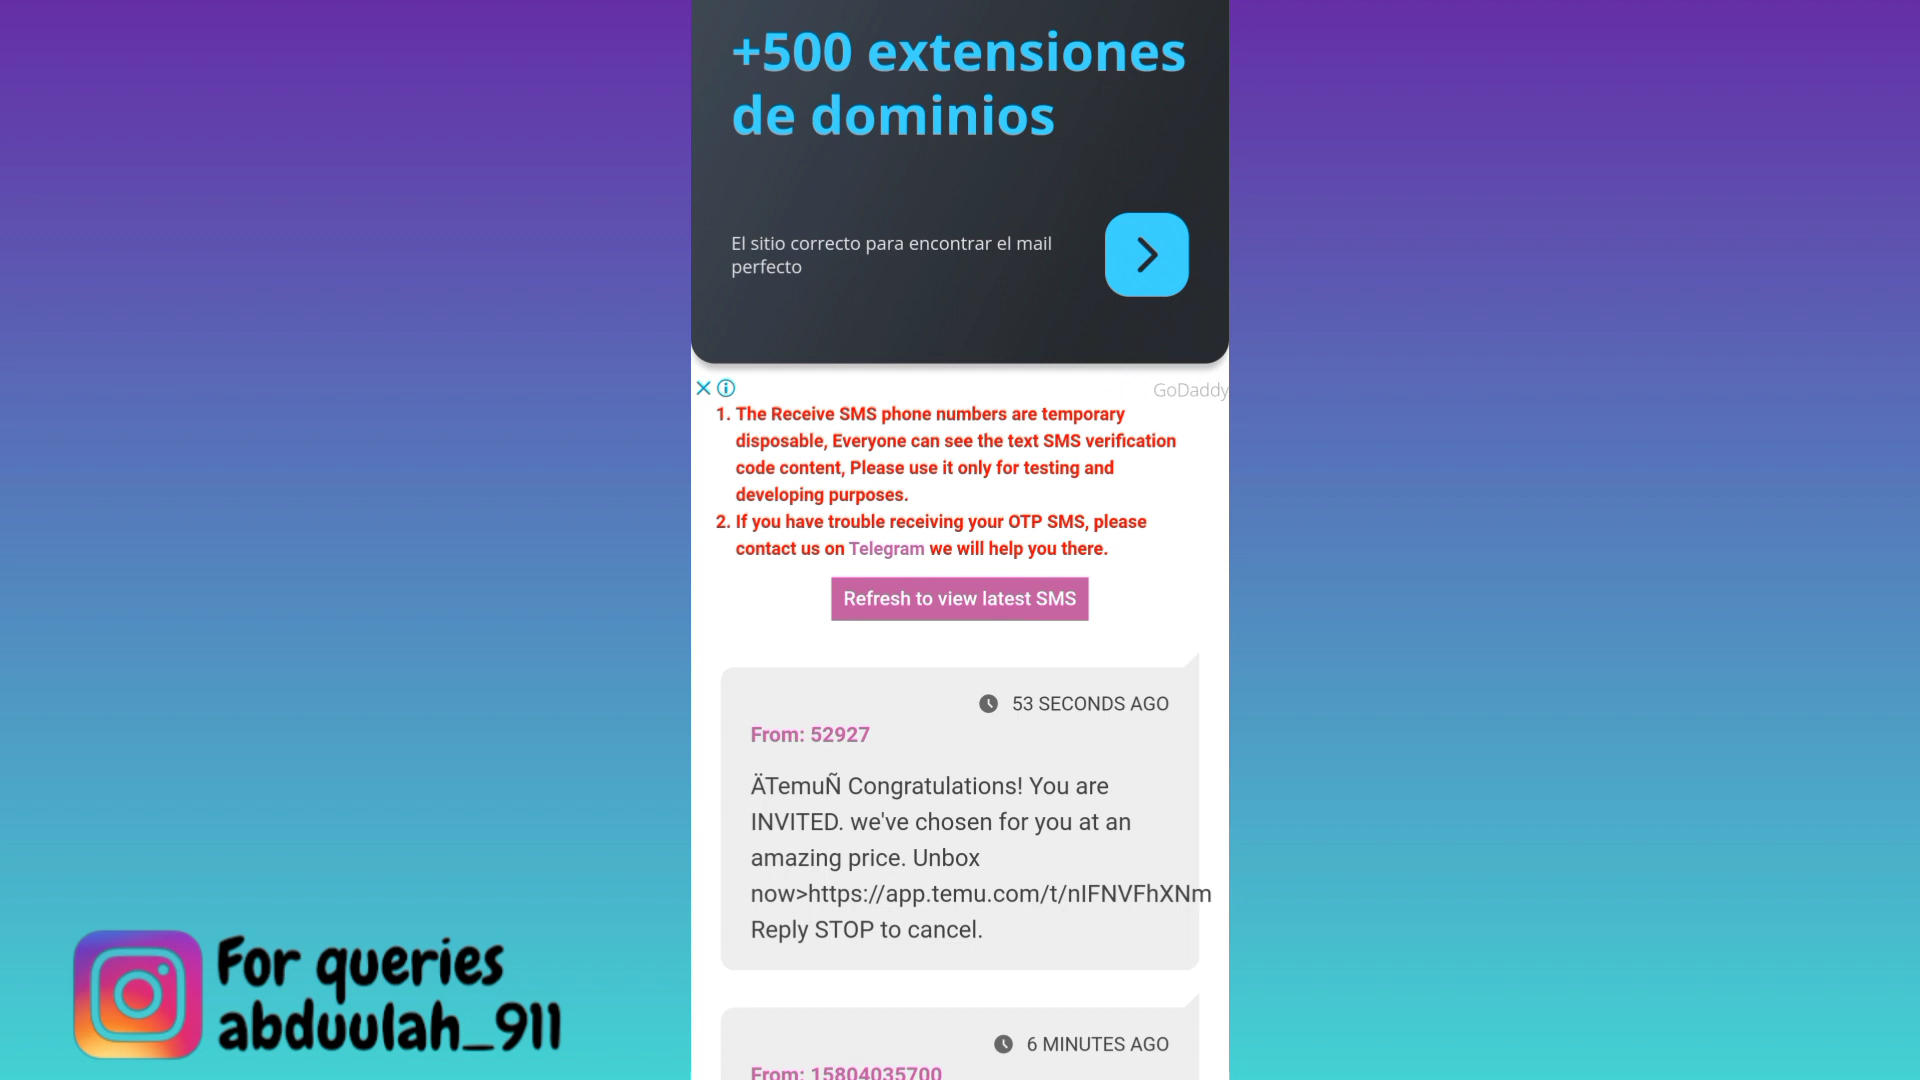 +500 extensiones
de dominios
El sitio correcto para encontrar el mail
perfecto
GoDaddy
1. The Receive SMS phone numbers are temporary
disposable, Everyone can see the text SMS verification
code content, Please use it only for testing and
developing purposes.
2. If you have trouble receiving your OTP SMS, please
contact us on Telegram we will help you there.
Refresh to view latest SMS
53 SECONDS AGO
From: 52927
ÄTemuÑ Congratulations! You are
INVITED. we've chosen for you at an
amazing price. Unbox
now>https://app.temu.com/t/nIFNVFhXNm
Reply STOP to cancel.
6 MINUTES AGO
From: 15804035700
For queries
abduulah_911